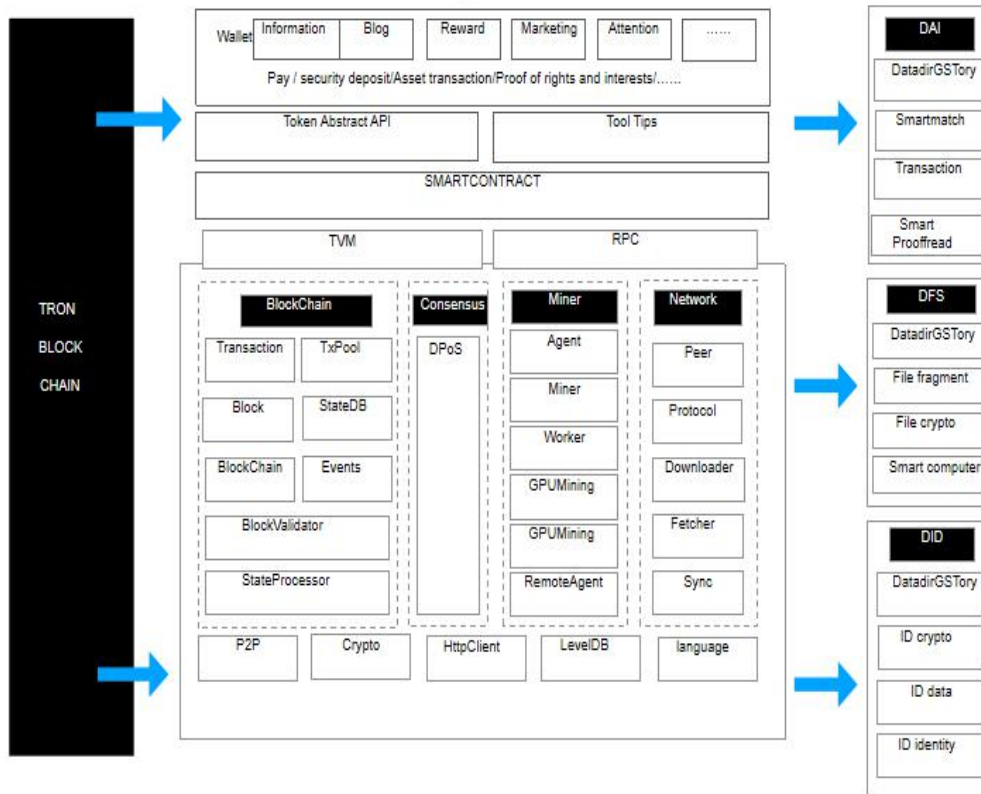 TRON
BLOCK
CHAIN
Wallet
Information
Blog
Reward
Marketing
Attention
……
Pay / security deposit/Asset transaction/Proof of rights and interests/……
Token Abstract API
Tool Tips
SMARTCONTRACT
TVM
RPC
BlockChain
Transaction
TxPool
Block
StateDB
BlockChain
Events
BlockValidator
StateProcessor
Consensus
DPoS
Miner
Agent
Miner
Worker
GPUMining
GPUMining
RemoteAgent
Network
Peer
Protocol
Downloader
Fetcher
Sync
P2P
Crypto
HttpClient
LevelDB
language
DAI
DatadirGSTory
Smartmatch
Transaction
Smart
Prooffread
DFS
DatadirGSTory
File fragment
File crypto
Smart computer
DID
DatadirGSTory
ID crypto
ID data
ID identity